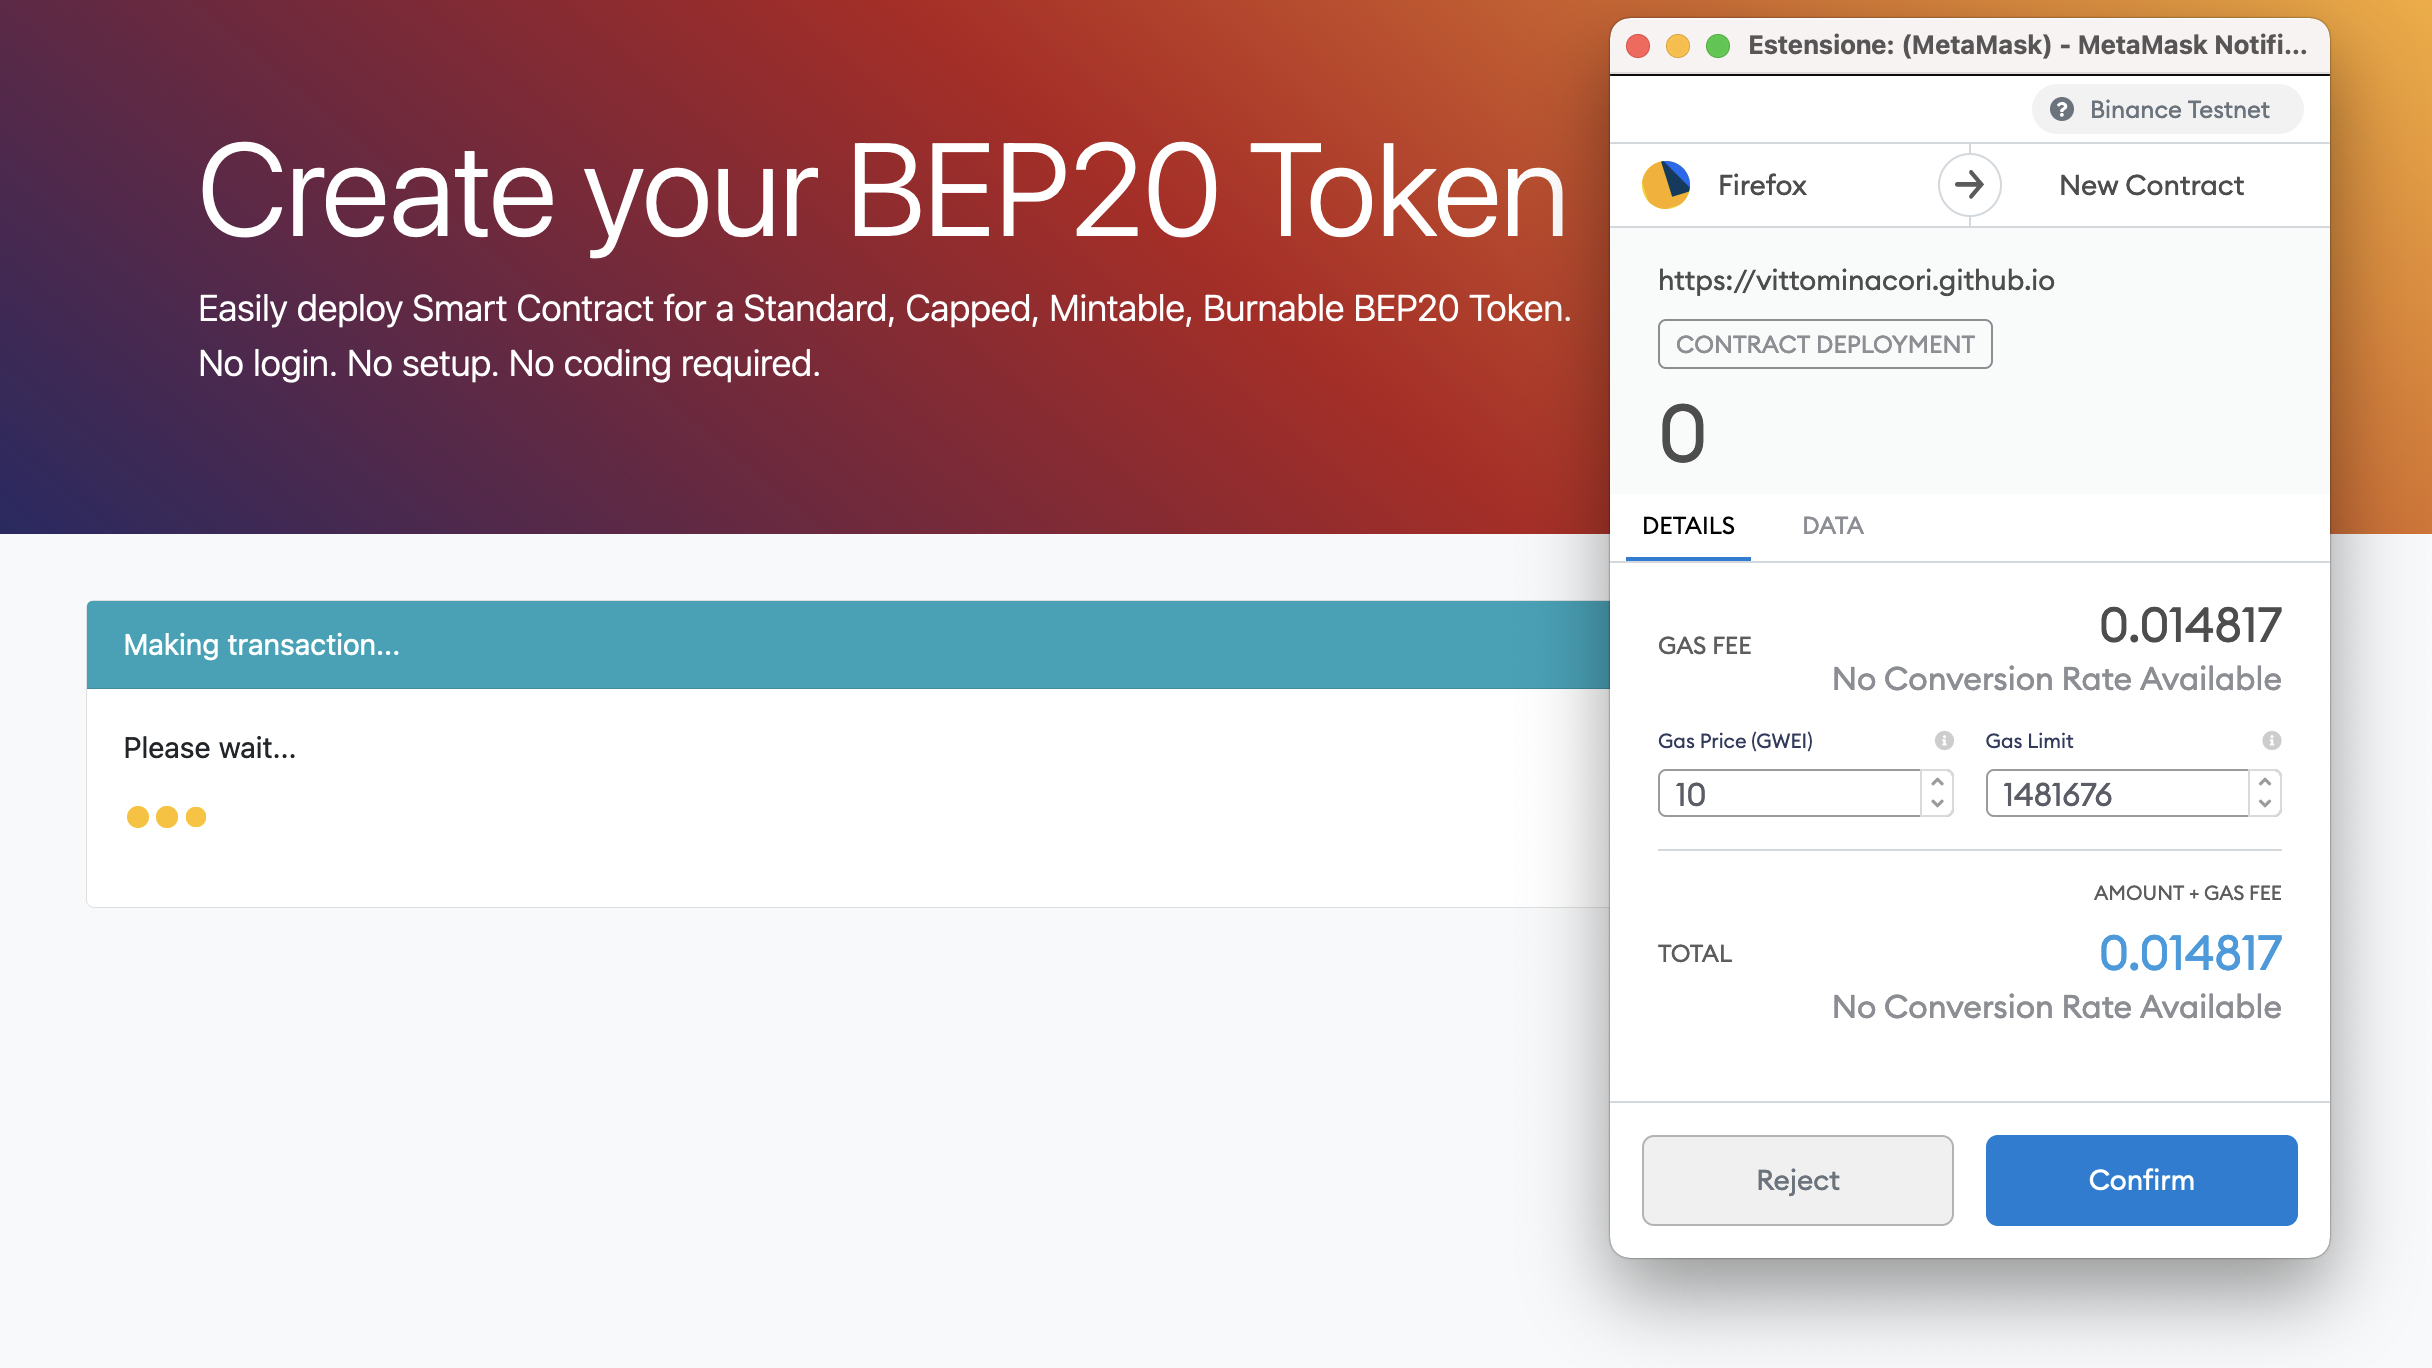 Create your BEP20 Token
Easily deploy Smart Contract for a Standard, Capped, Mintable, Burnable BEP20 Token.
No login. No setup. No coding required.
Making transaction...
Please wait...
Estensione: (MetaMask) - MetaMask Notifi...
? Binance Testnet
Firefox
New Contract
https://vittominacori.github.io
CONTRACT DEPLOYMENT
0
DETAILS
DATA
GAS FEE
0.014817
No Conversion Rate Available
Gas Price (GWEI)
Gas Limit
10
1481676
AMOUNT + GAS FEE
TOTAL
0.014817
No Conversion Rate Available
Reject
Confirm